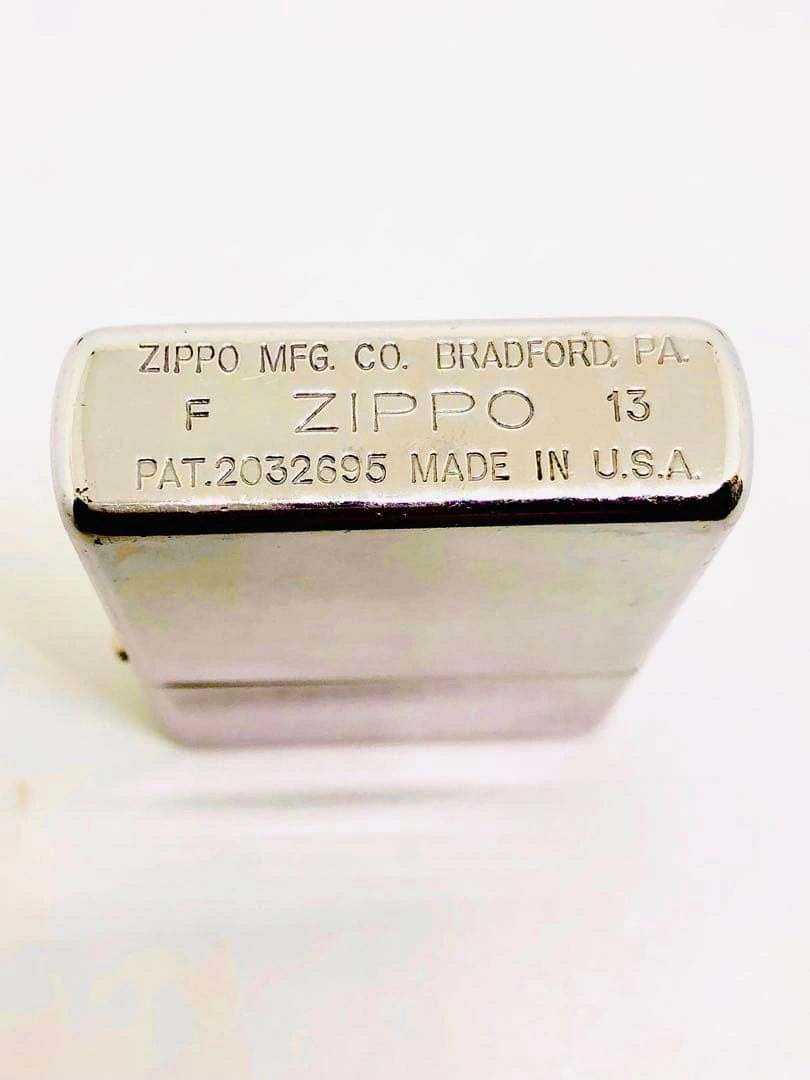 ZIPPO MFG. CO. BRADFORD, PA.
F ZIPPO 13
PAT.2032695 MADE IN U.S.A.